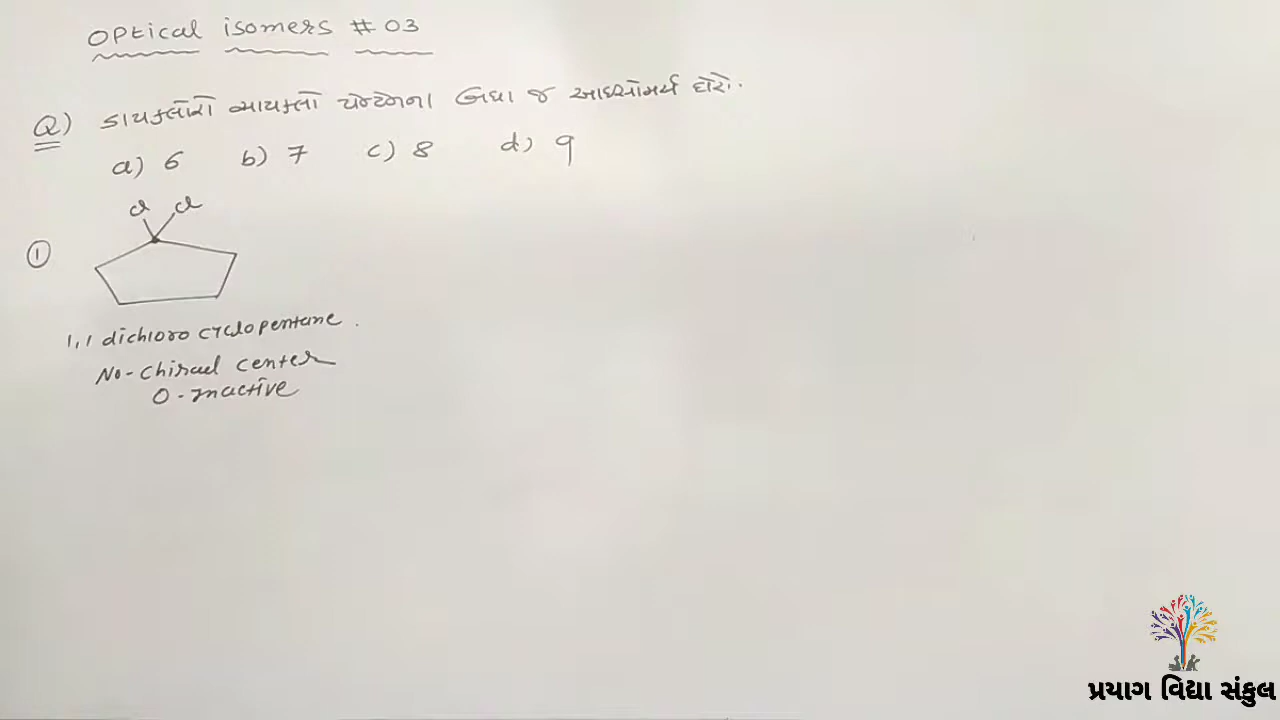 Optical isomers # 03
Q) ડાયક્લોરો સાયક્લો પેન્ટેનના બધા જ આઇસોમર્સ દોરો.
a) 6 b) 7 c) 8 d) 9
Cl Cl
①
1,1 dichloro cyclopentane.
No-chiral center
O-inactive
પ્રયાગ વિદ્યા સંકુલ